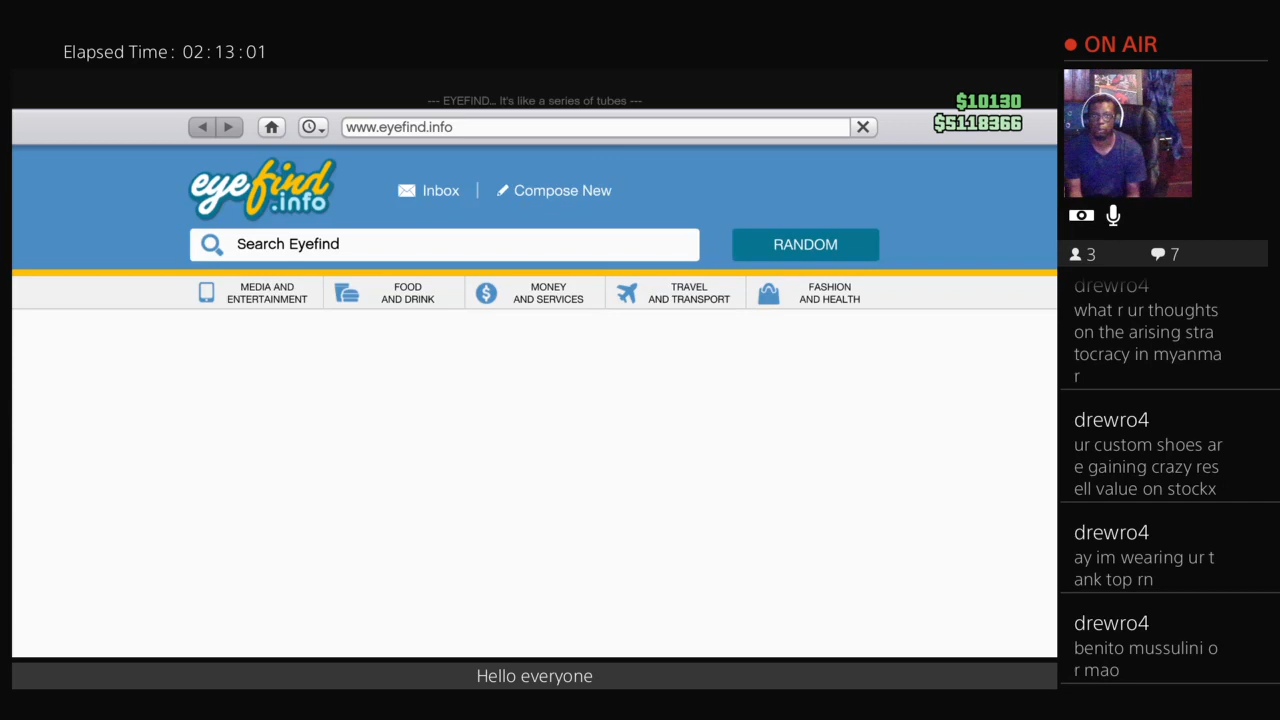 Elapsed Time: 02:13:01
ON AIR
--- EYEFIND... It's like a series of tubes ---
$10130
$5118366
www.eyefind.info
eyefind
.info
Inbox
Compose New
Search Eyefind
RANDOM
MEDIA AND
ENTERTAINMENT
FOOD
AND DRINK
MONEY
AND SERVICES
TRAVEL
AND TRANSPORT
FASHION
AND HEALTH
3
7
drewro4
what r ur thoughts
on the arising stra
tocracy in myanma
r
drewro4
ur custom shoes ar
e gaining crazy res
ell value on stockx
drewro4
ay im wearing ur t
ank top rn
drewro4
benito mussulini o
r mao
Hello everyone